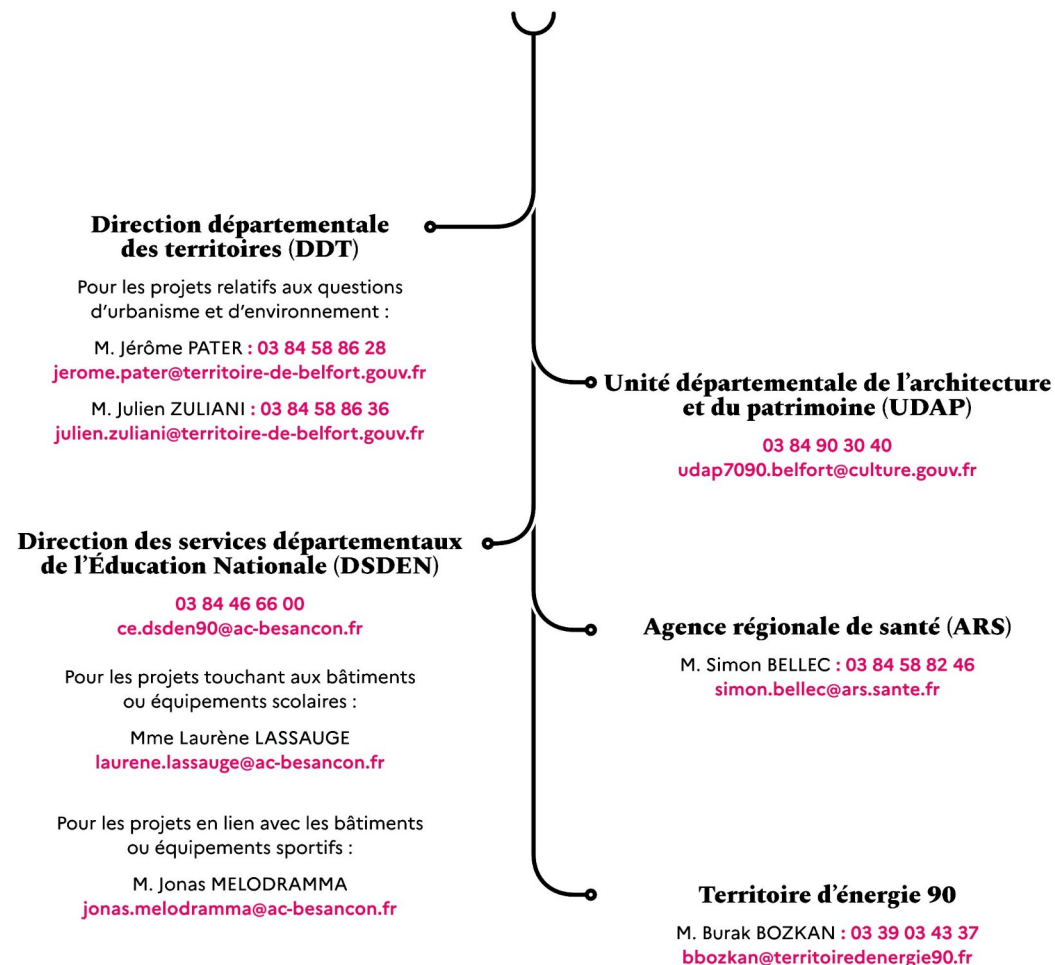 Direction départementale
des territoires (DDT)
Pour les projets relatifs aux questions
d’urbanisme et d’environnement :
M. Jérôme PATER : 03 84 58 86 28
jerome.pater@territoire-de-belfort.gouv.fr
M. Julien ZULIANI : 03 84 58 86 36
julien.zuliani@territoire-de-belfort.gouv.fr
Unité départementale de l’architecture
et du patrimoine (UDAP)
03 84 90 30 40
udap7090.belfort@culture.gouv.fr
Direction des services départementaux
de l’Éducation Nationale (DSDEN)
03 84 46 66 00
ce.dsden90@ac-besancon.fr
Pour les projets touchant aux bâtiments
ou équipements scolaires :
Mme Laurène LASSAUGE
laurene.lassauge@ac-besancon.fr
Pour les projets en lien avec les bâtiments
ou équipements sportifs :
M. Jonas MELODRAMMA
jonas.melodramma@ac-besancon.fr
Agence régionale de santé (ARS)
M. Simon BELLEC : 03 84 58 82 46
simon.bellec@ars.sante.fr
Territoire d’énergie 90
M. Burak BOZKAN : 03 39 03 43 37
bbozkan@territoiredenergie90.fr